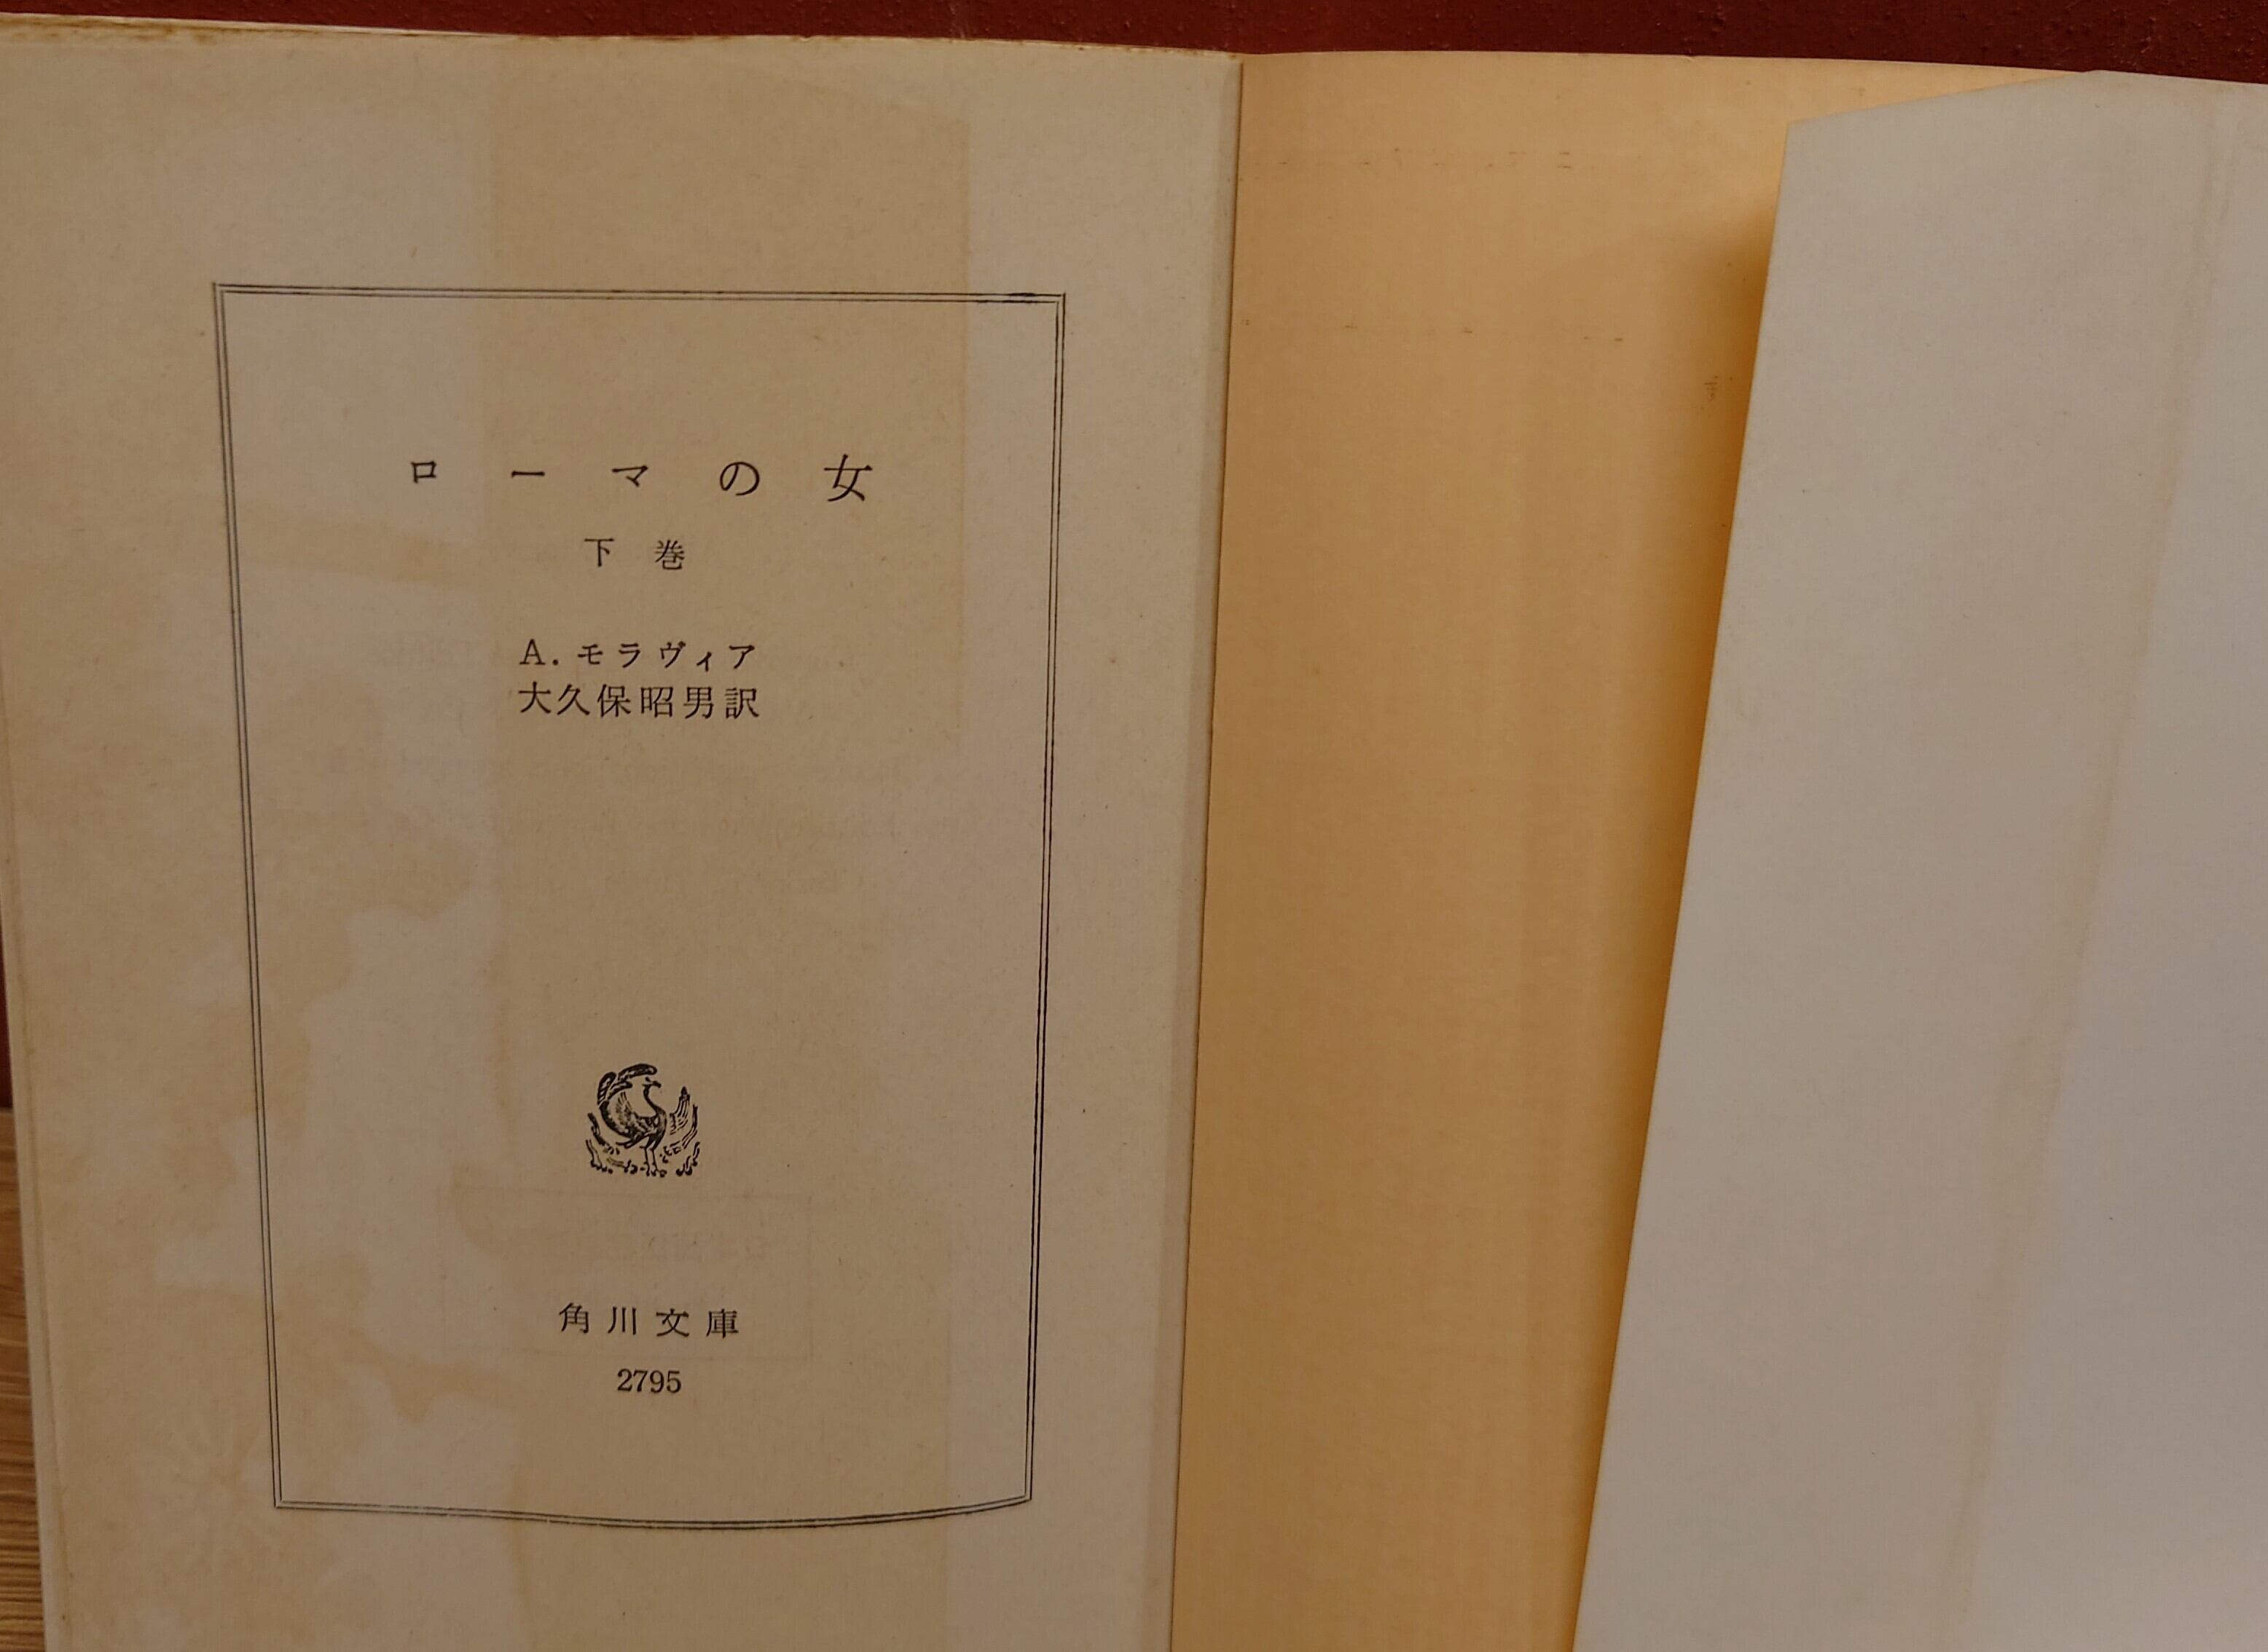 ローマの女
下巻
A.モラヴィア
大久保昭男訳
角川文庫
2795